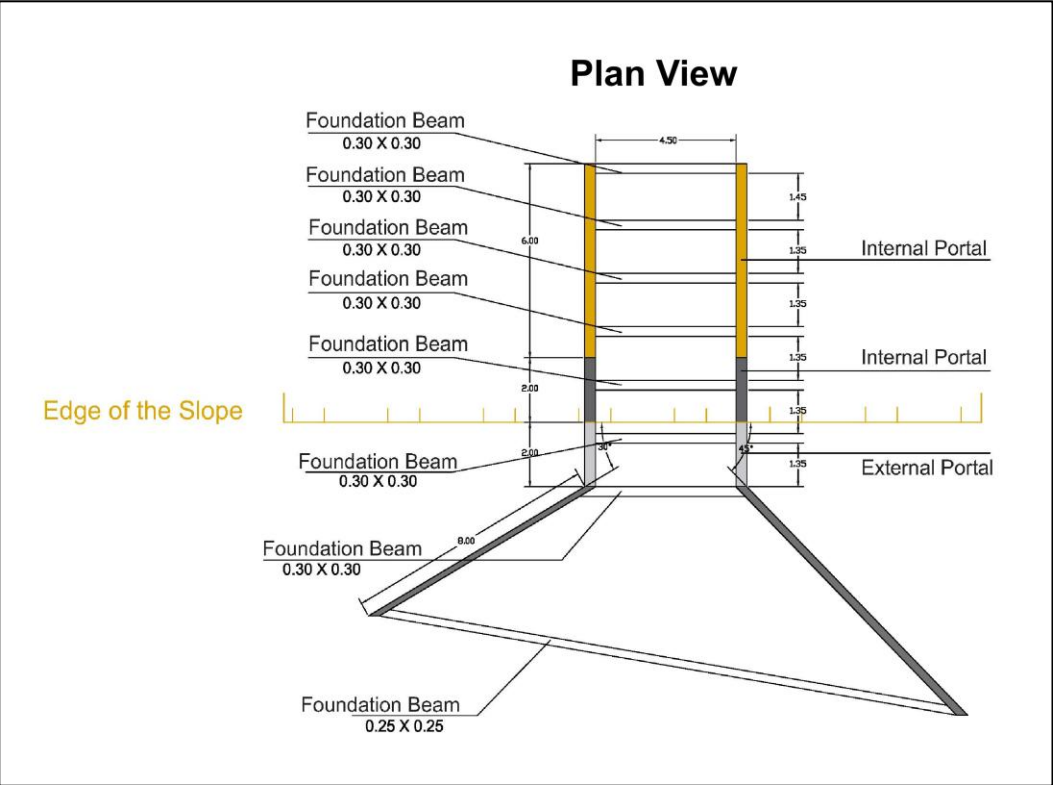 Plan View
Foundation Beam
0.30 X 0.30
4.50
Foundation Beam
0.30 X 0.30
1.45
Foundation Beam
0.30 X 0.30
6.00
1.35
Internal Portal
Foundation Beam
0.30 X 0.30
1.35
Foundation Beam
0.30 X 0.30
1.35
Internal Portal
2.00
Edge of the Slope
1.35
2.00
30°
45°
Foundation Beam
0.30 X 0.30
1.35
External Portal
8.00
Foundation Beam
0.30 X 0.30
Foundation Beam
0.25 X 0.25